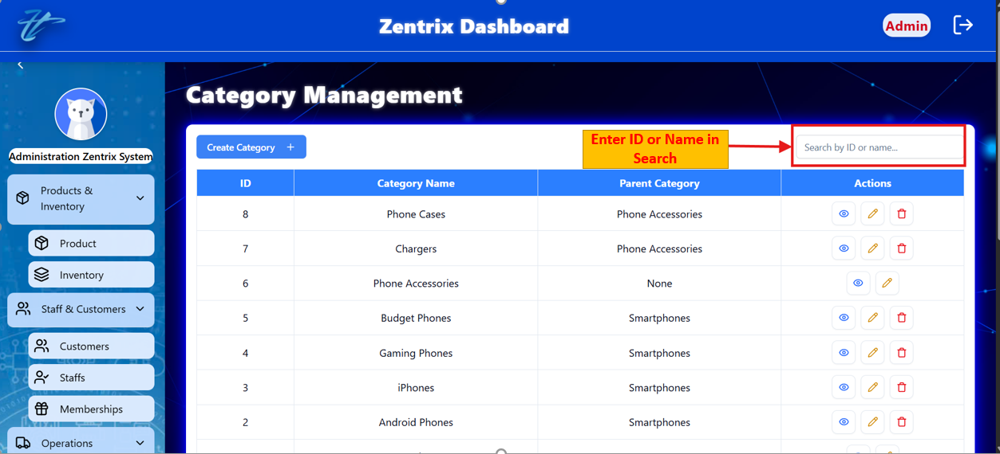 Zentrix Dashboard
Admin
Administration Zentrix System
Products &
Inventory
Product
Inventory
Staff & Customers
Customers
Staffs
Memberships
Operations
Category Management
Create Category +
Enter ID or Name in
Search
Search by ID or name...
ID Category Name Parent Category Actions
8 Phone Cases Phone Accessories
7 Chargers Phone Accessories
6 Phone Accessories None
5 Budget Phones Smartphones
4 Gaming Phones Smartphones
3 iPhones Smartphones
2 Android Phones Smartphones